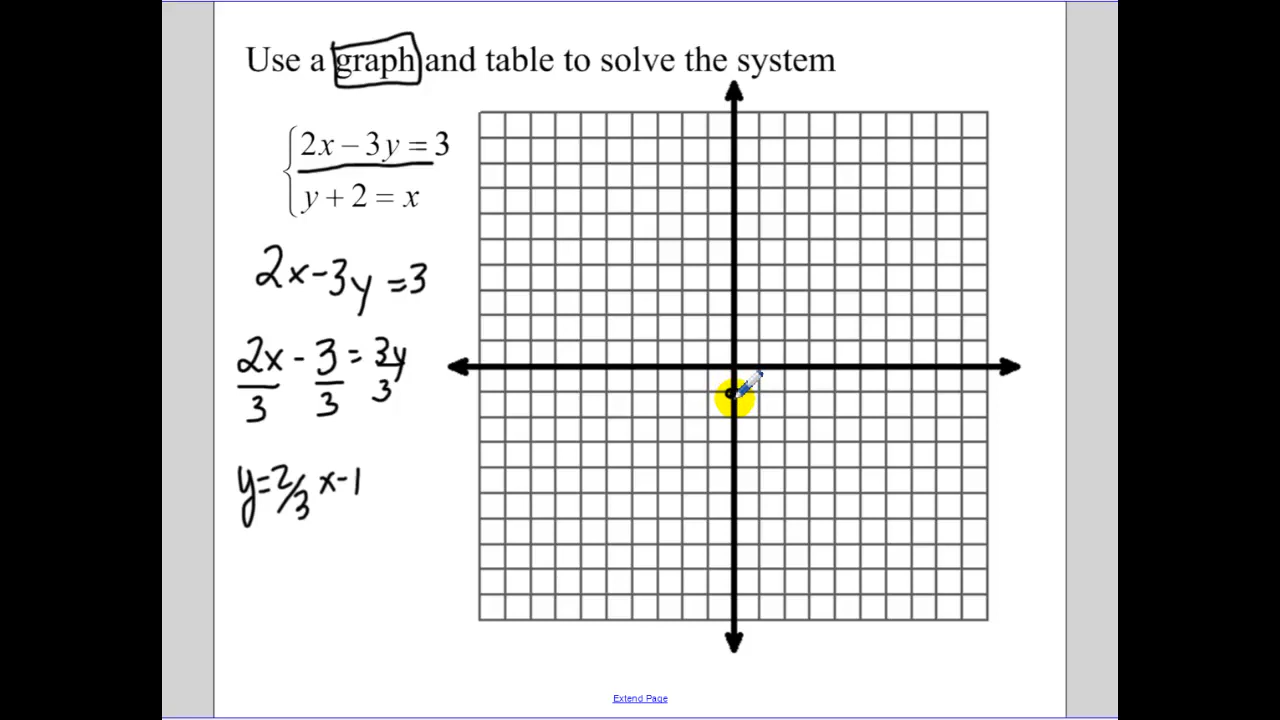 Use a graph and table to solve the system
2x − 3y = 3
y + 2 = x
2x-3y=3
2x - 3 = 3y
3 3 3
y=2/3 x-1
Extend Page